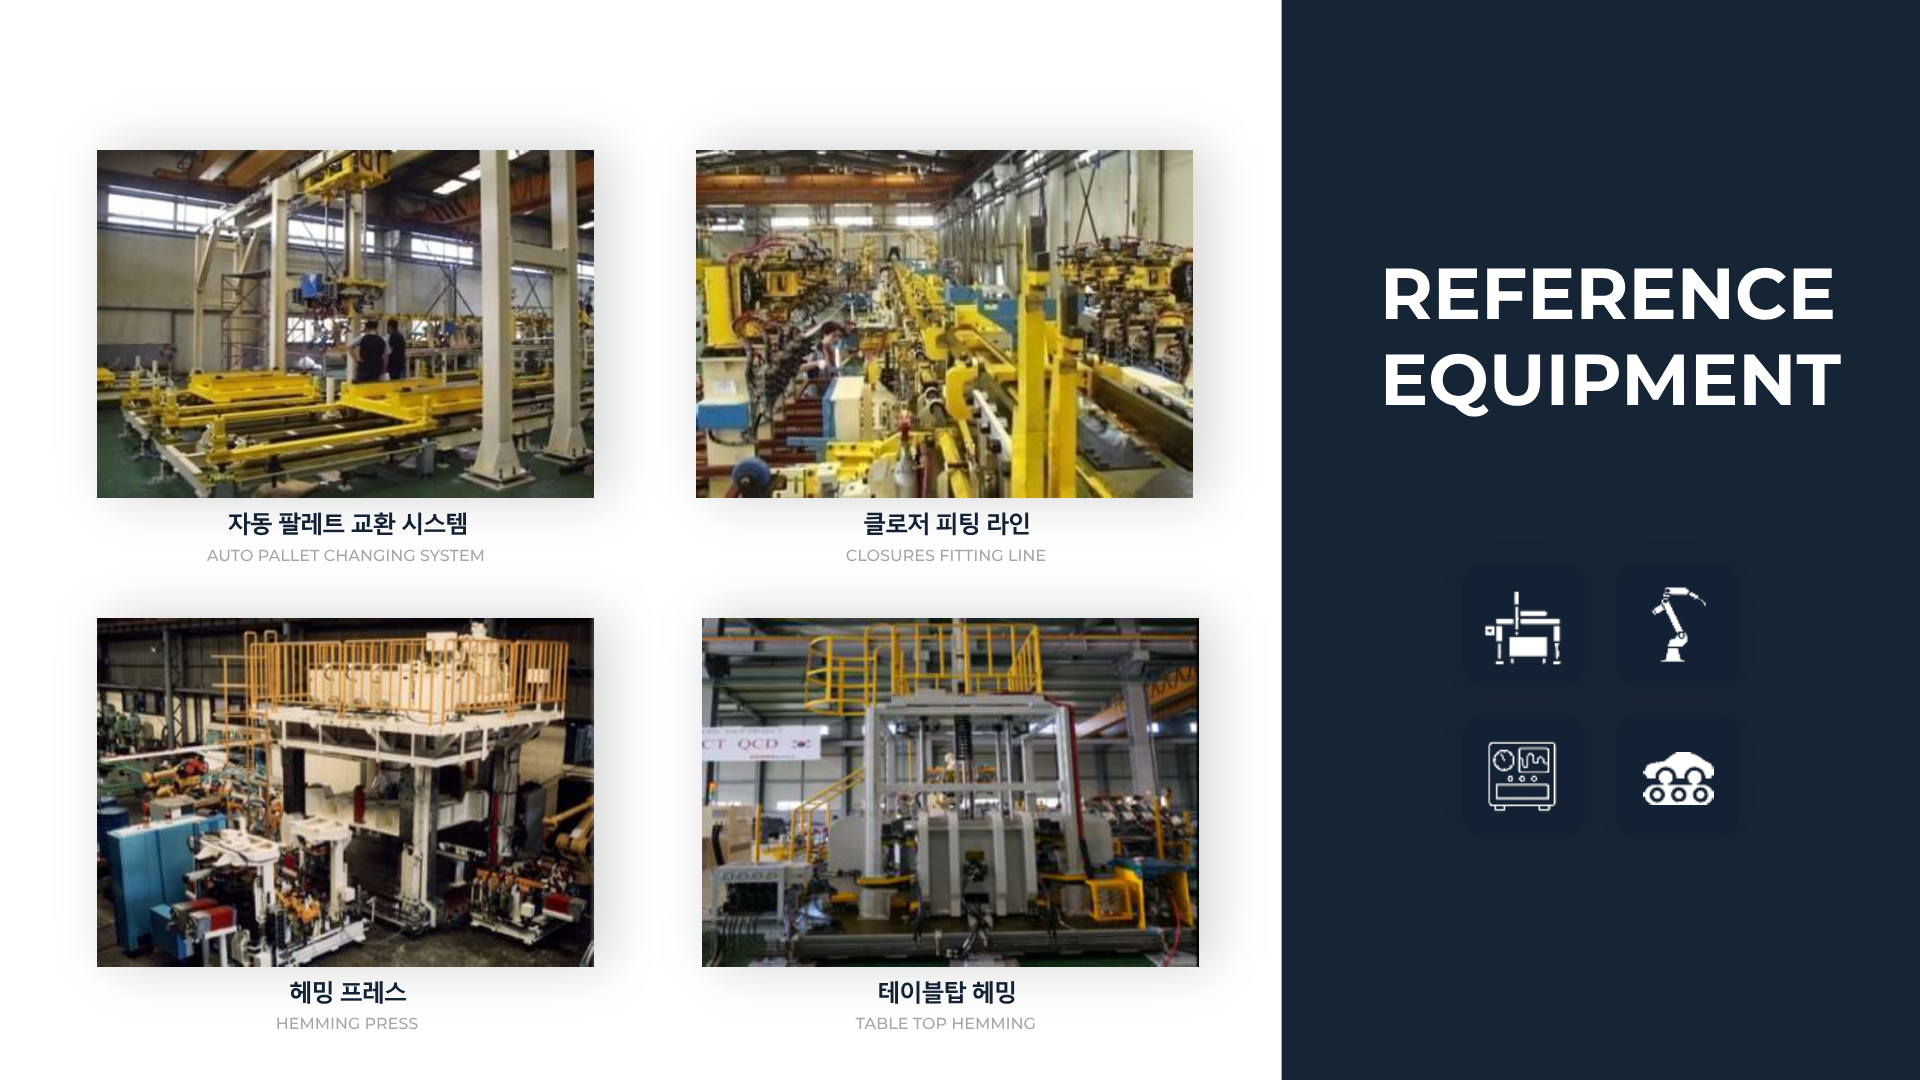 REFERENCE
EQUIPMENT
자동 팔레트 교환 시스템
AUTO PALLET CHANGING SYSTEM
클로저 피팅 라인
CLOSURES FITTING LINE
CT QCD
헤밍 프레스
HEMMING PRESS
테이블탑 헤밍
TABLE TOP HEMMING